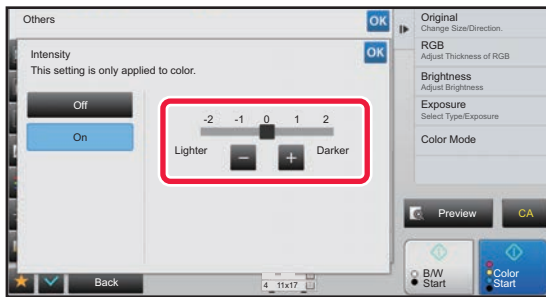 Others
OK
Intensity
OK
This setting is only applied to color.
Off
On
-2 -1 0 1 2
Lighter
Darker
Back
4 11x17
Original
Change Size/Direction.
RGB
Adjust Thickness of RGB
Brightness
Adjust Brightness
Exposure
Select Type/Exposure
Color Mode
Preview
CA
B/W
Start
Color
Start